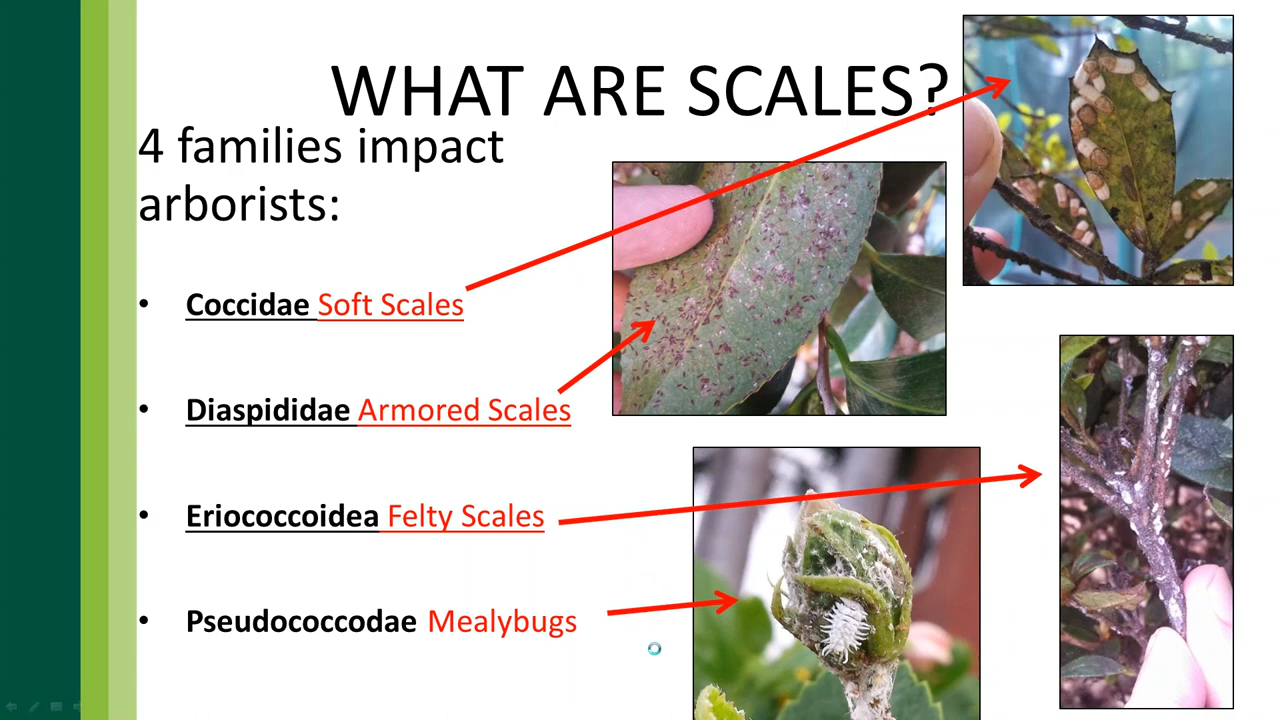 WHAT ARE SCALES?
4 families impact
arborists:
• Coccidae Soft Scales
• Diaspididae Armored Scales
• Eriococcoidea Felty Scales
• Pseudococcodae Mealybugs